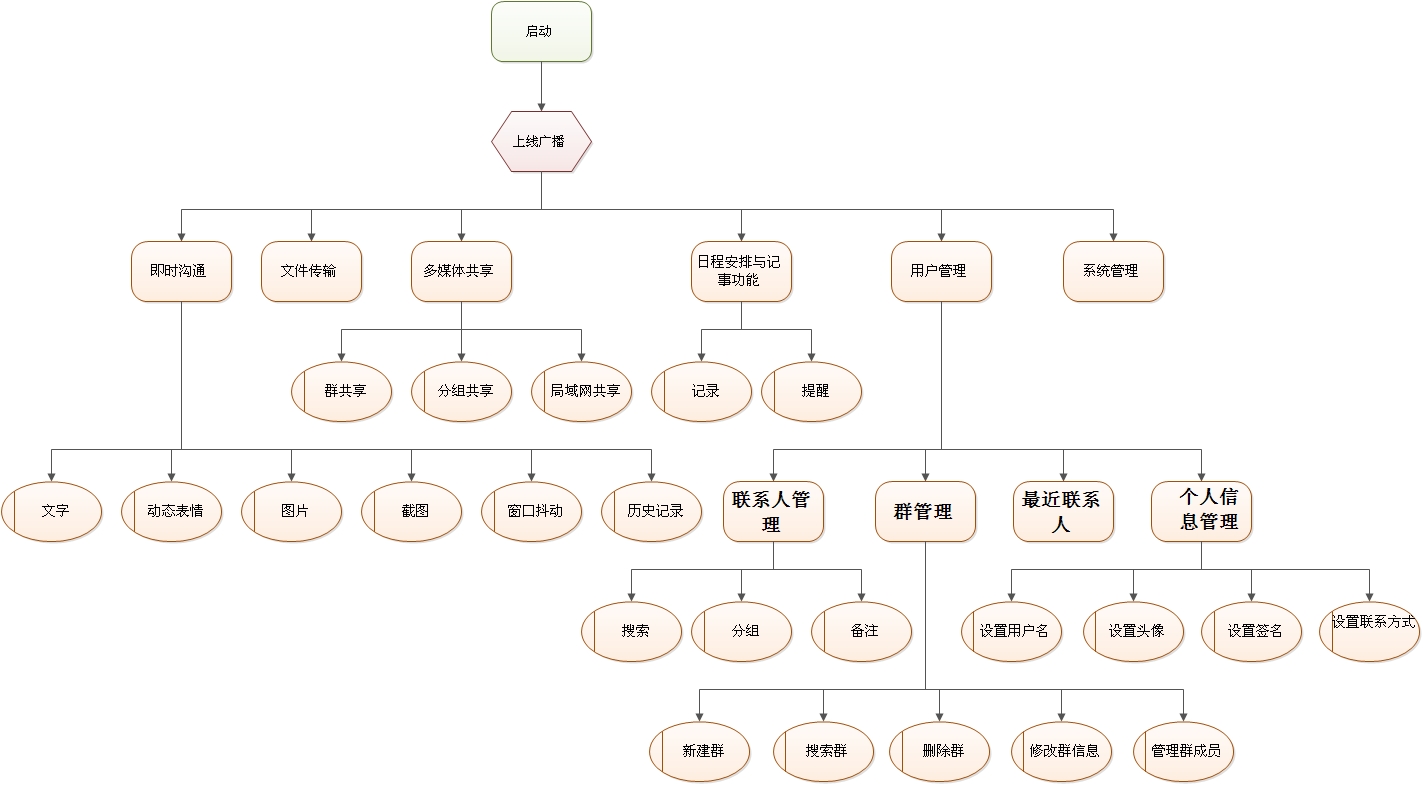 启动
上线广播
即时沟通
文件传输
多媒体共享
日程安排与记
事功能
用户管理
系统管理
群共享
分组共享
局域网共享
记录
提醒
文字
动态表情
图片
截图
窗口抖动
历史记录
联系人管
理
群管理
最近联系
人
个人信
息管理
搜索
分组
备注
设置用户名
设置头像
设置签名
设置联系方式
新建群
搜索群
删除群
修改群信息
管理群成员